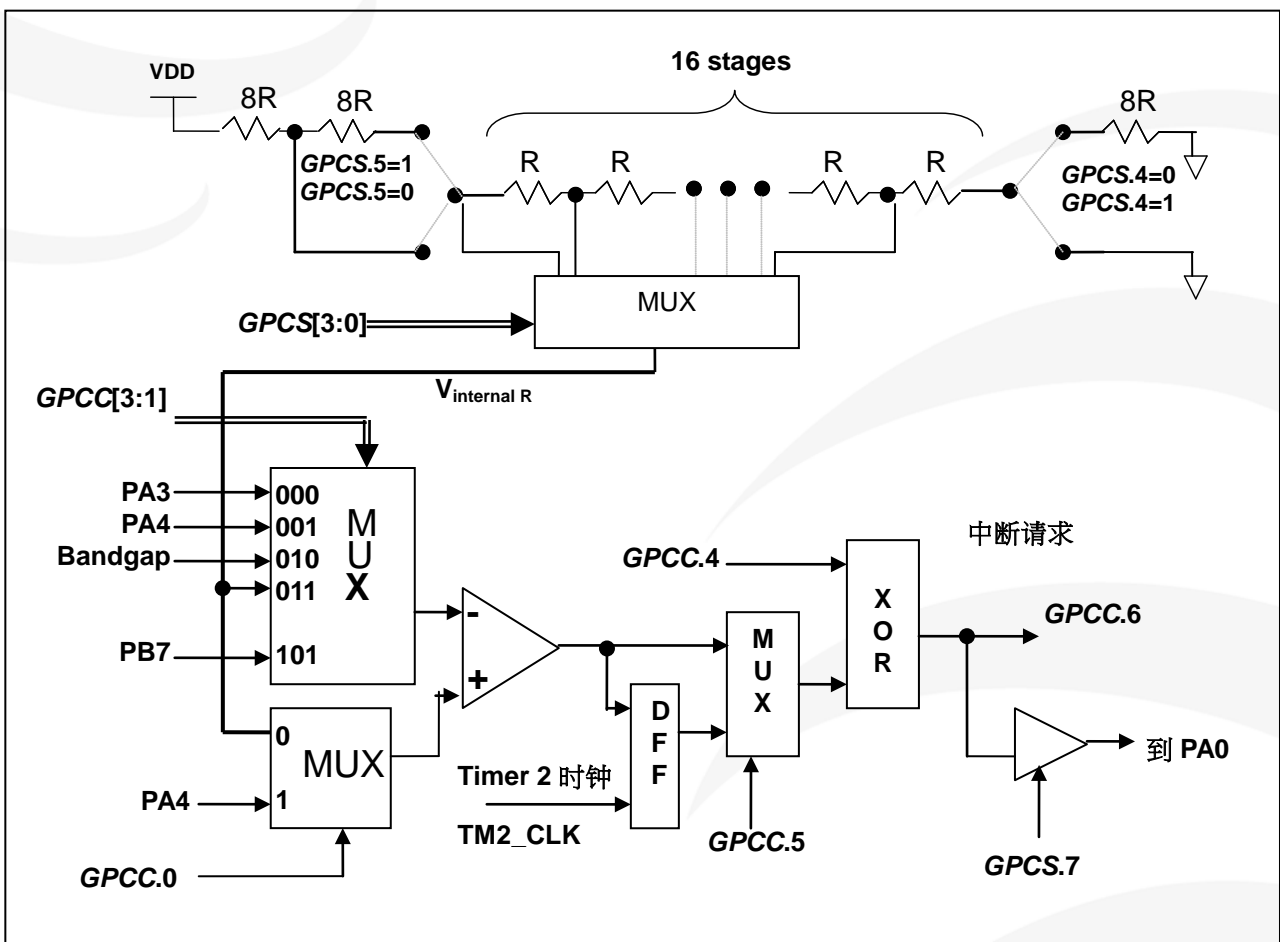 16 stages
VDD
8R
8R
8R
GPCS.5=1
GPCS.5=0
R
R
R
R
GPCS.4=0
GPCS.4=1
MUX
GPCS[3:0]
Vinternal R
GPCC[3:1]
PA3
000
PA4
001
Bandgap
010
011
PB7
101
M
U
X
-
+
0
MUX
PA4
1
GPCC.0
Timer 2 时钟
TM2_CLK
D
F
F
M
U
X
GPCC.5
GPCC.4
X
O
R
中断请求
GPCC.6
到 PA0
GPCS.7